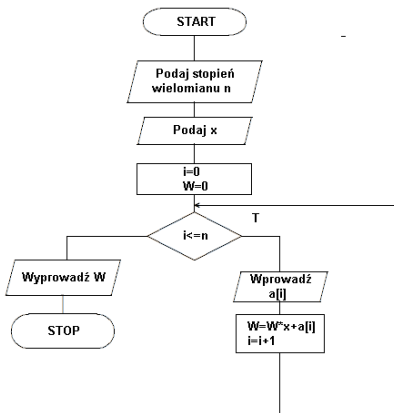 START
Podaj stopień
wielomianu n
Podaj x
i=0
W=0
T
i<=n
Wyprowadź W
Wprowadź
a[i]
STOP
W=W*x+a[i]
i=i+1